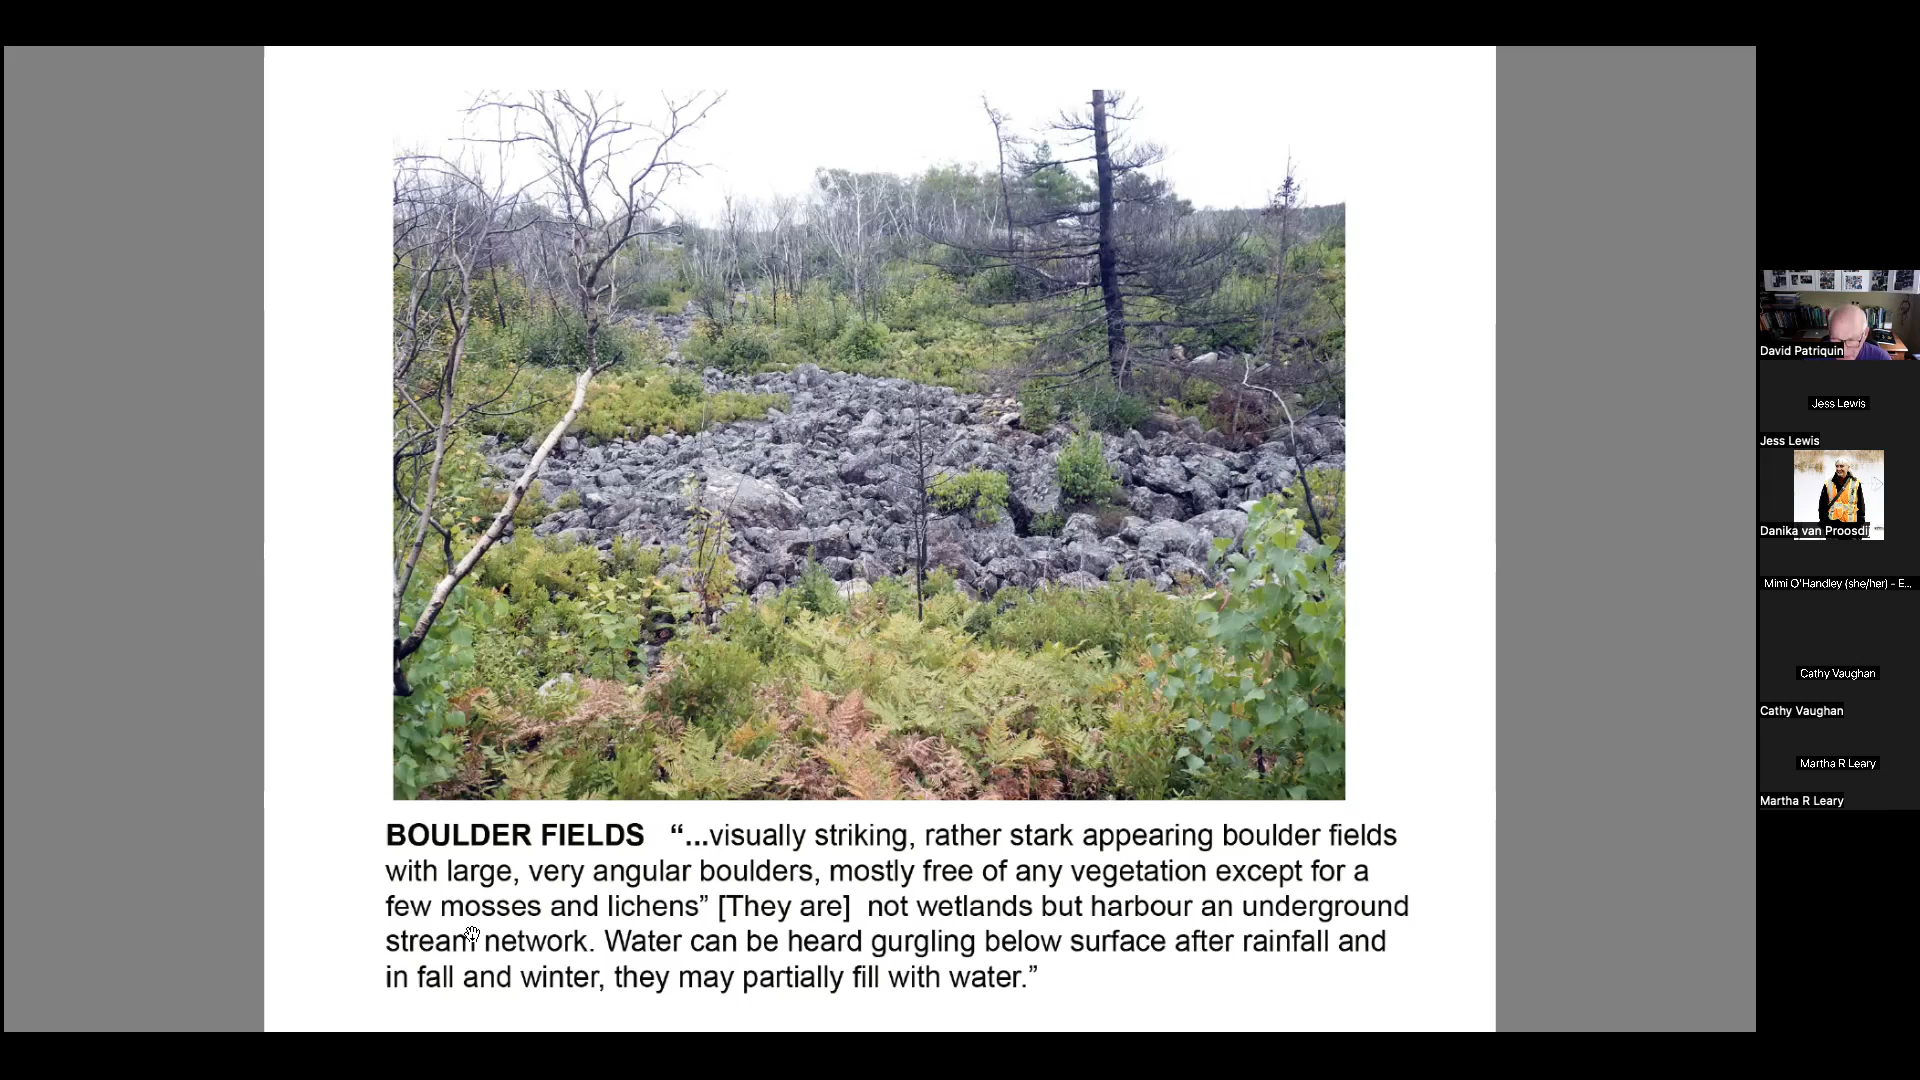 BOULDER FIELDS “...visually striking, rather stark appearing boulder fields
with large, very angular boulders, mostly free of any vegetation except for a
few mosses and lichens” [They are] not wetlands but harbour an underground
stream network. Water can be heard gurgling below surface after rainfall and
in fall and winter, they may partially fill with water.”
David Patriquin
Jess Lewis
Jess Lewis
Danika van Proosdij
Mimi O'Handley (she/her) - E...
Cathy Vaughan
Cathy Vaughan
Martha R Leary
Martha R Leary